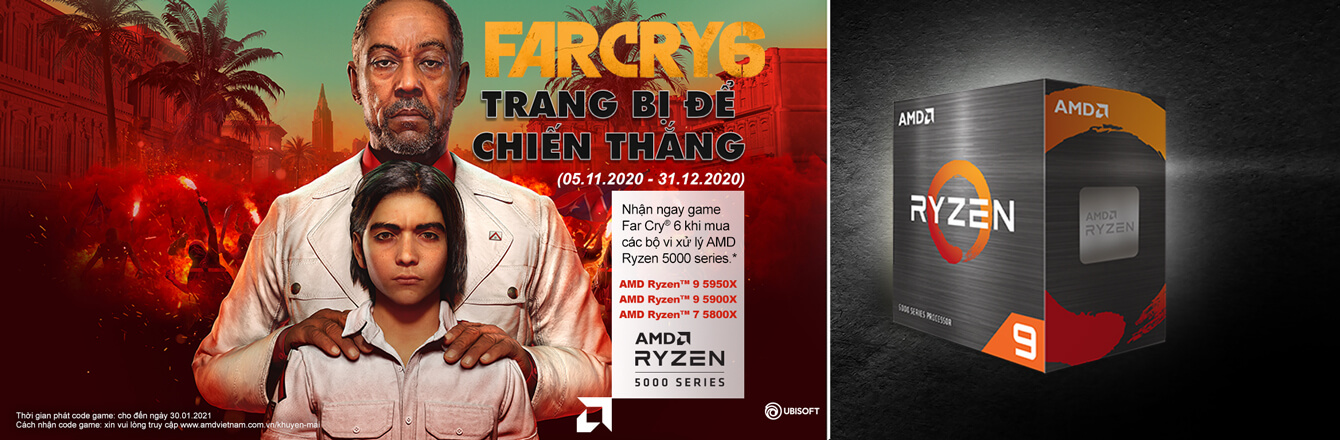 FARCRY6
TRANG BỊ ĐỂ
CHIẾN THẮNG
(05.11.2020 - 31.12.2020)
Nhận ngay game
Far Cry® 6 khi mua
các bộ vi xử lý AMD
Ryzen 5000 series.*
AMD Ryzen™ 9 5950X
AMD Ryzen™ 9 5900X
AMD Ryzen™ 7 5800X
AMD
RYZEN
5000 SERIES
Thời gian phát code game: cho đến ngày 30.01.2021
Cách nhận code game: xin vui lòng truy cập www.amdvietnam.com.vn/khuyen-mai
UBISOFT
AMD
RYZEN
5000 SERIES PROCESSOR
9
AMD
AMD
RYZEN